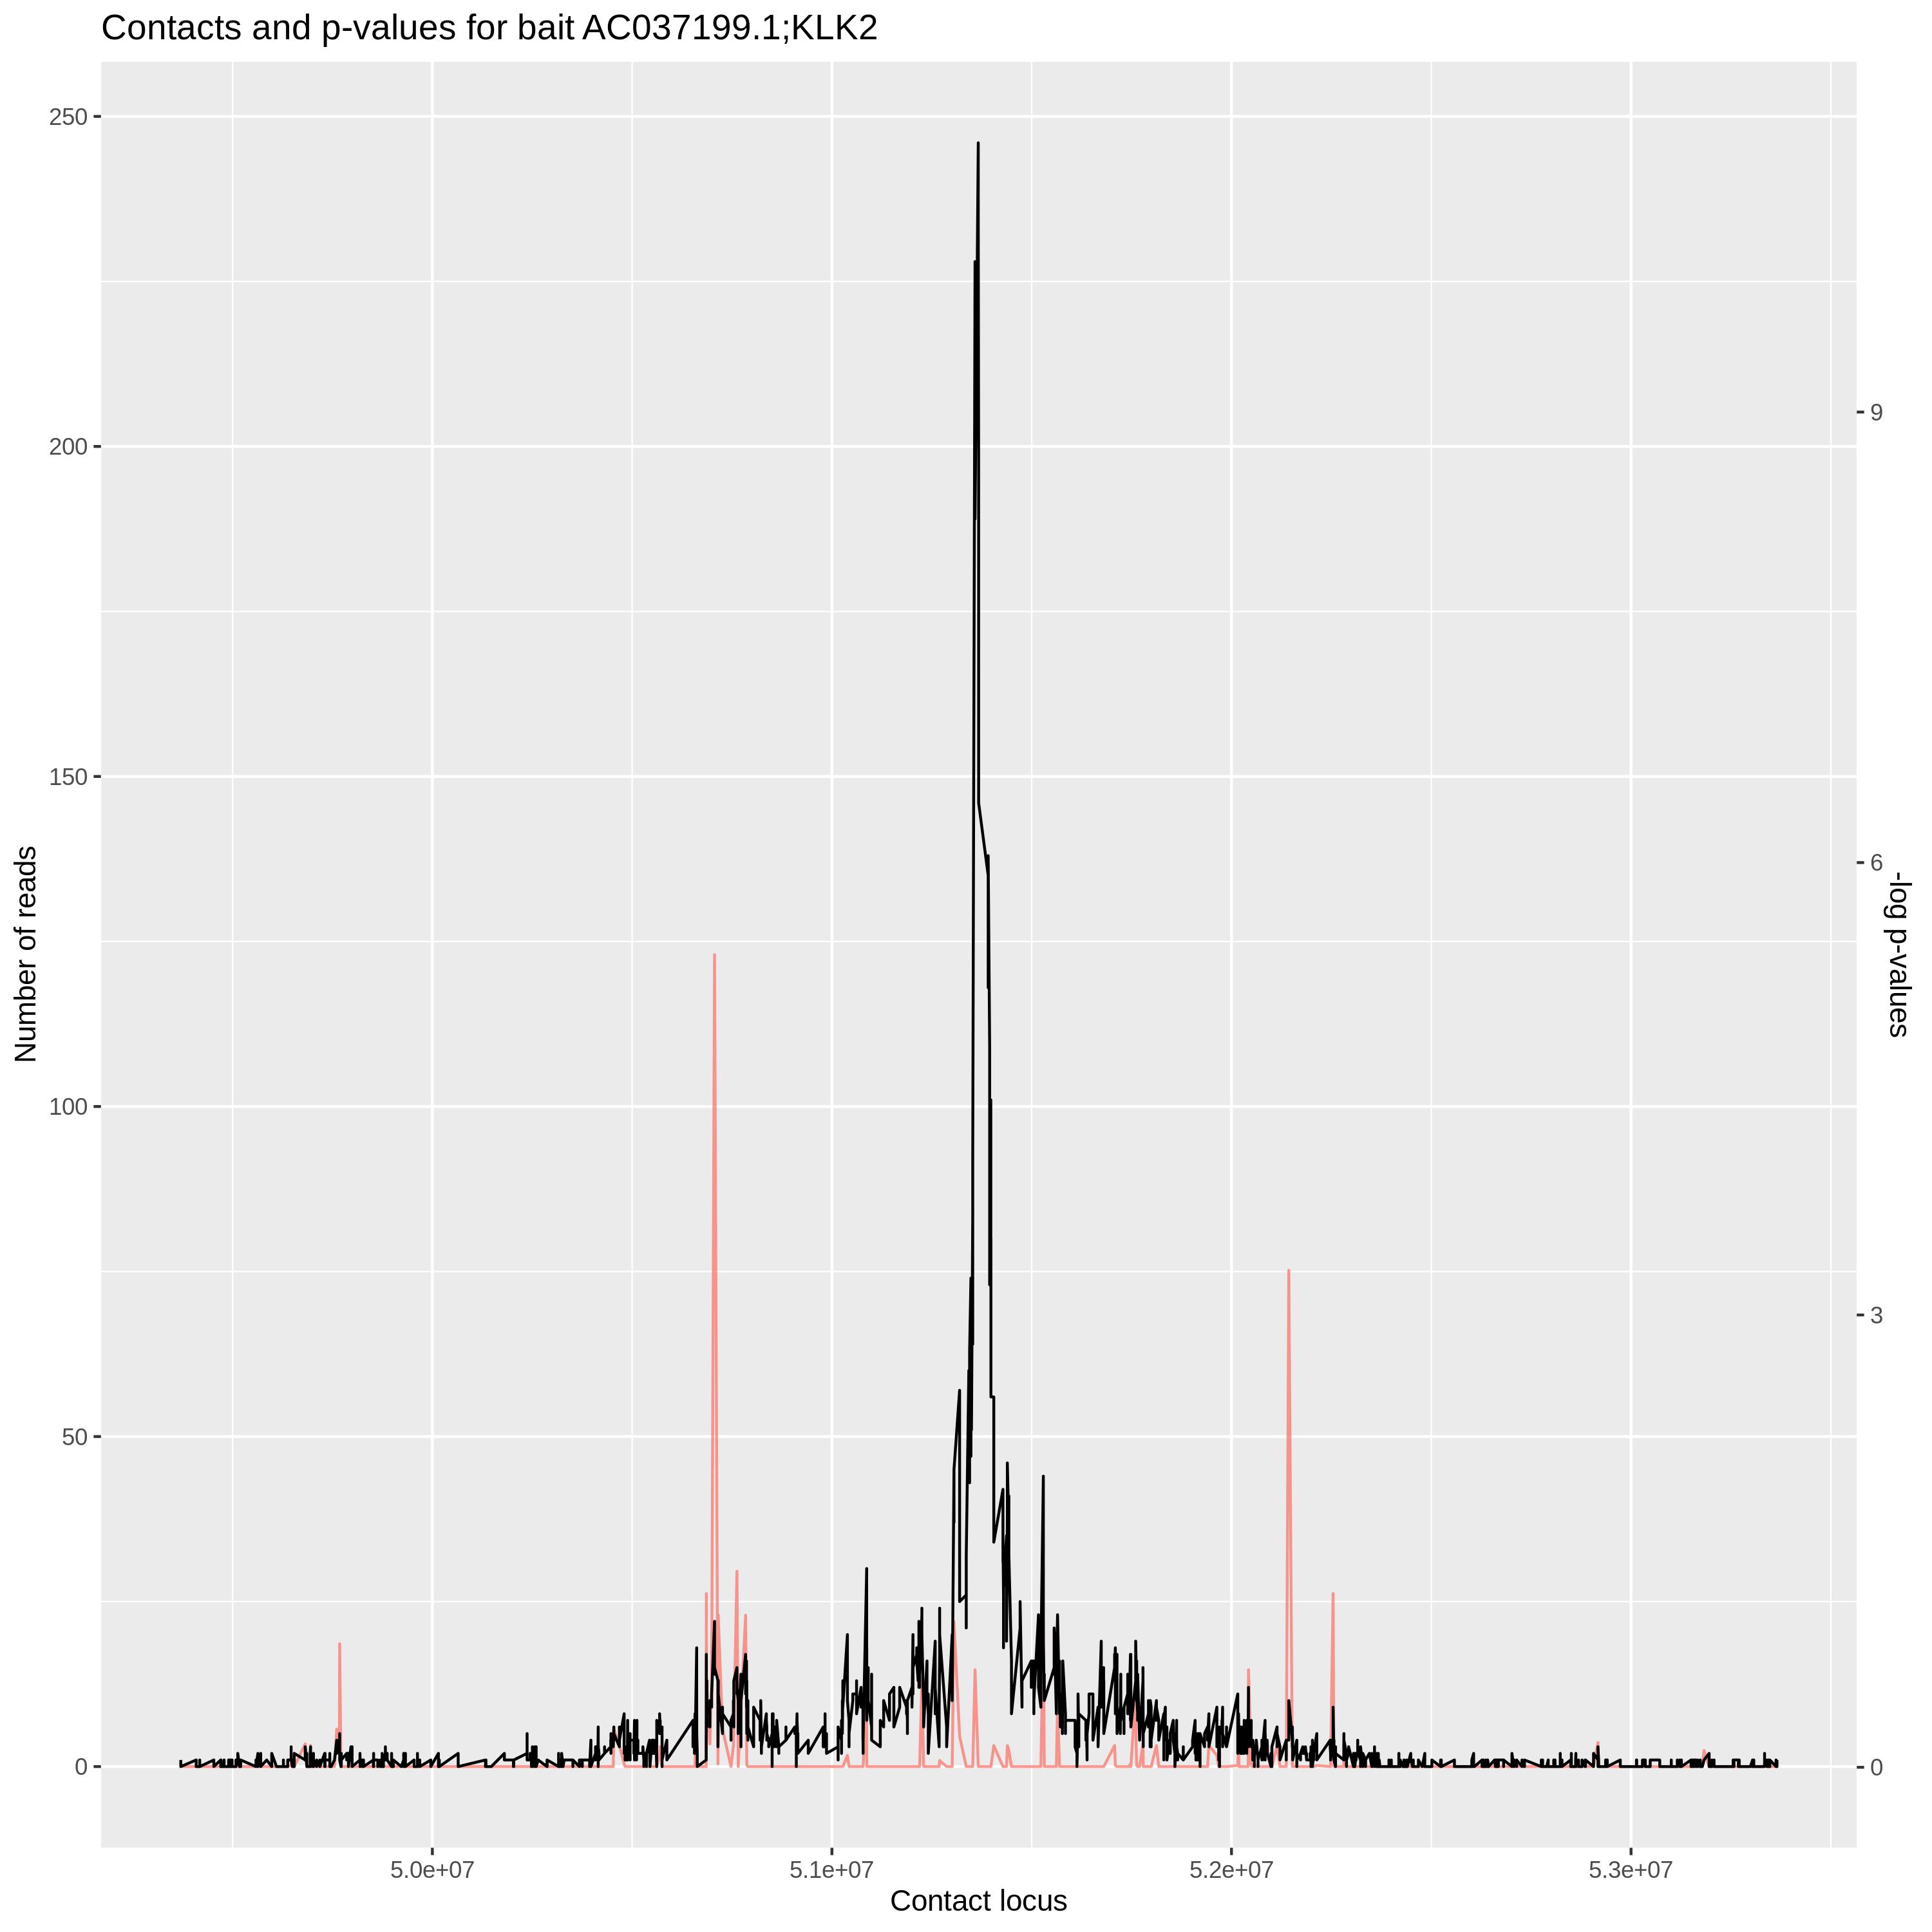 Contacts and p-values for bait AC037199.1;KLK2
250
200
150
100
50
0
Number of reads
9
6
3
0
-log p-values
5.0e+07
5.1e+07
5.2e+07
5.3e+07
Contact locus